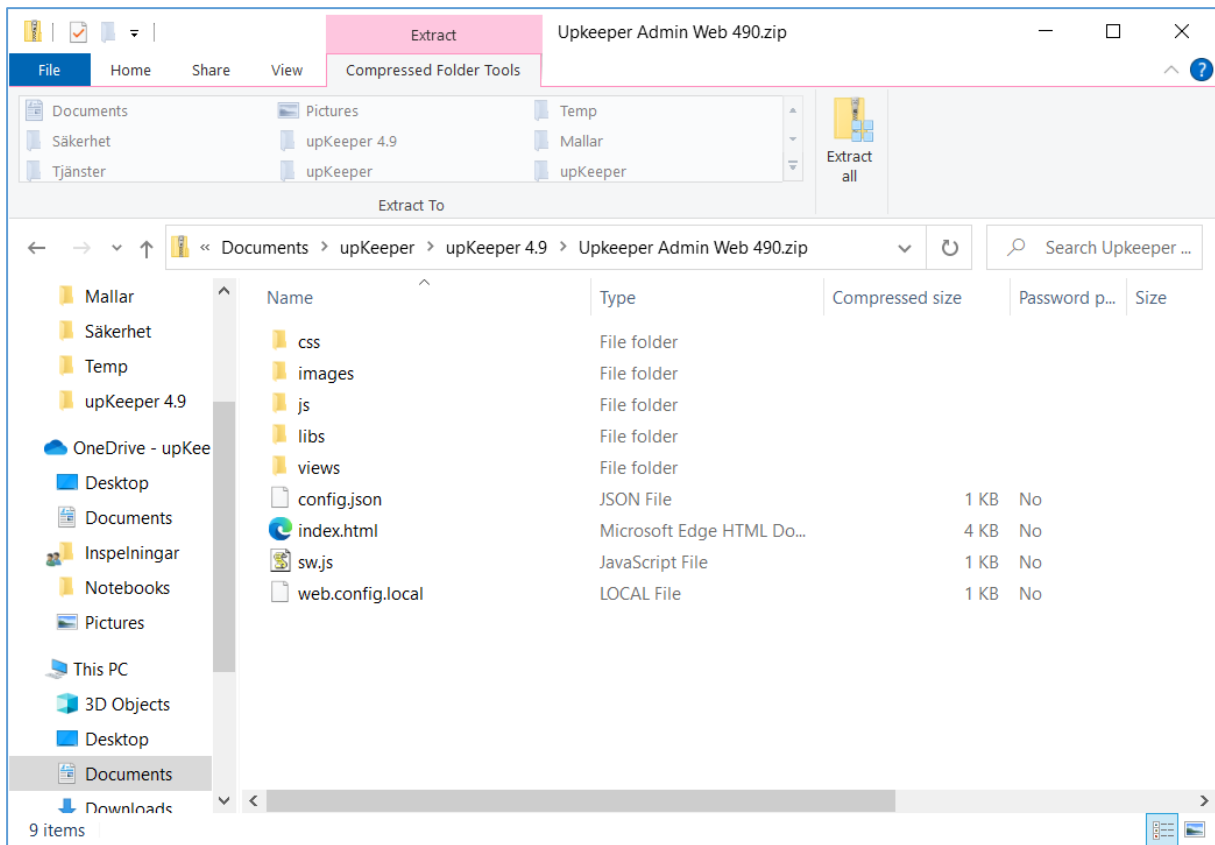 Extract
Upkeeper Admin Web 490.zip
File Home Share View Compressed Folder Tools
?
Documents Pictures Temp
Säkerhet upKeeper 4.9 Mallar
Tjänster upKeeper upKeeper
Extract
all
Extract To
« Documents > upKeeper > upKeeper 4.9 > Upkeeper Admin Web 490.zip
Search Upkeeper ...
Mallar
Säkerhet
Temp
upKeeper 4.9
OneDrive - upKee
Desktop
Documents
Inspelningar
Notebooks
Pictures
This PC
3D Objects
Desktop
Documents
Downloads
Name Type Compressed size Password p... Size
css File folder
images File folder
js File folder
libs File folder
views File folder
config.json JSON File 1 KB No
index.html Microsoft Edge HTML Do... 4 KB No
sw.js JavaScript File 1 KB No
web.config.local LOCAL File 1 KB No
9 items